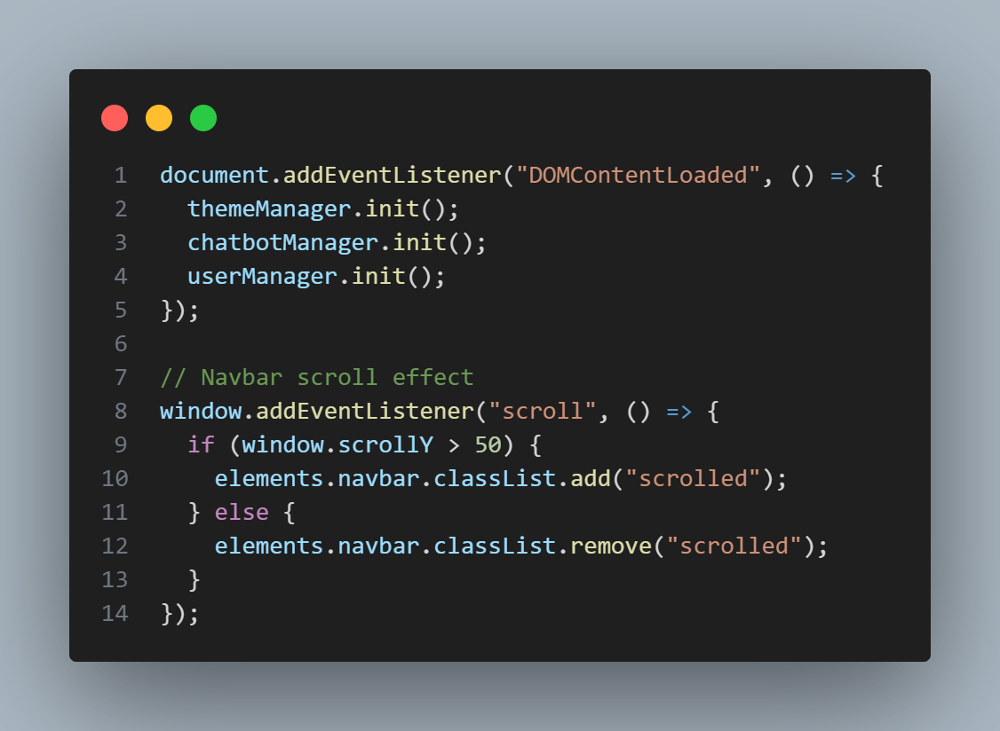 1 document.addEventListener("DOMContentLoaded", () => {
2   themeManager.init();
3   chatbotManager.init();
4   userManager.init();
5 });
6
7 // Navbar scroll effect
8 window.addEventListener("scroll", () => {
9   if (window.scrollY > 50) {
10     elements.navbar.classList.add("scrolled");
11   } else {
12     elements.navbar.classList.remove("scrolled");
13   }
14 });